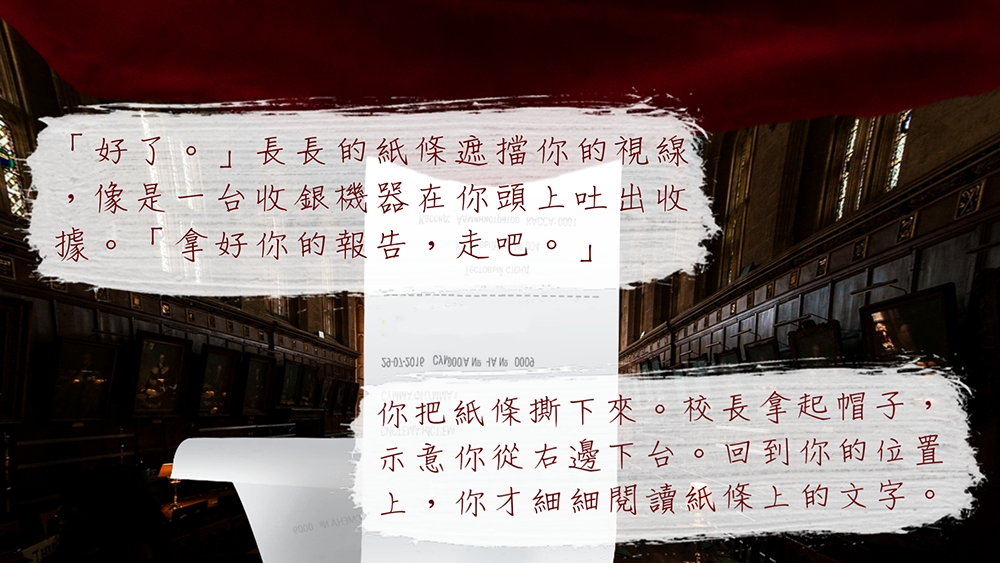 「好了。」長長的紙條遮擋你的視線
，像是一台收銀機器在你頭上吐出收
據。「拿好你的報告，走吧。」
29-07-2016
0009
你把紙條撕下來。校長拿起帽子，
示意你從右邊下台。回到你的位置
上，你才細細閱讀紙條上的文字。